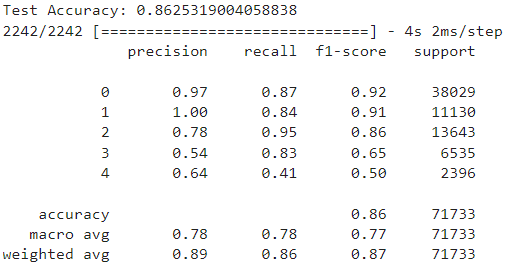 Test Accuracy: 0.8625319004058838
2242/2242 [==============================] - 4s 2ms/step
precision recall f1-score support
0 0.97 0.87 0.92 38029
1 1.00 0.84 0.91 11130
2 0.78 0.95 0.86 13643
3 0.54 0.83 0.65 6535
4 0.64 0.41 0.50 2396
accuracy 0.86 71733
macro avg 0.78 0.78 0.77 71733
weighted avg 0.89 0.86 0.87 71733